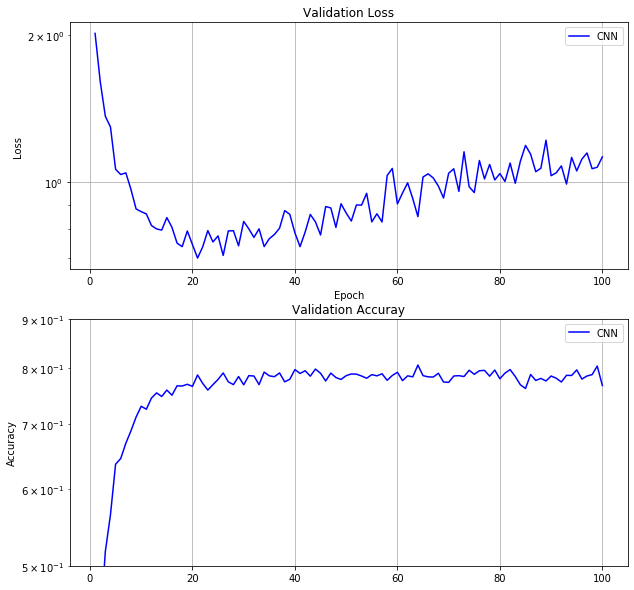 Validation Loss
2 × 10⁰
CNN
Loss
10⁰
0 20 40 60 80 100
Epoch
Validation Accuray
9 × 10⁻¹
CNN
8 × 10⁻¹
7 × 10⁻¹
Accuracy
6 × 10⁻¹
5 × 10⁻¹
0 20 40 60 80 100